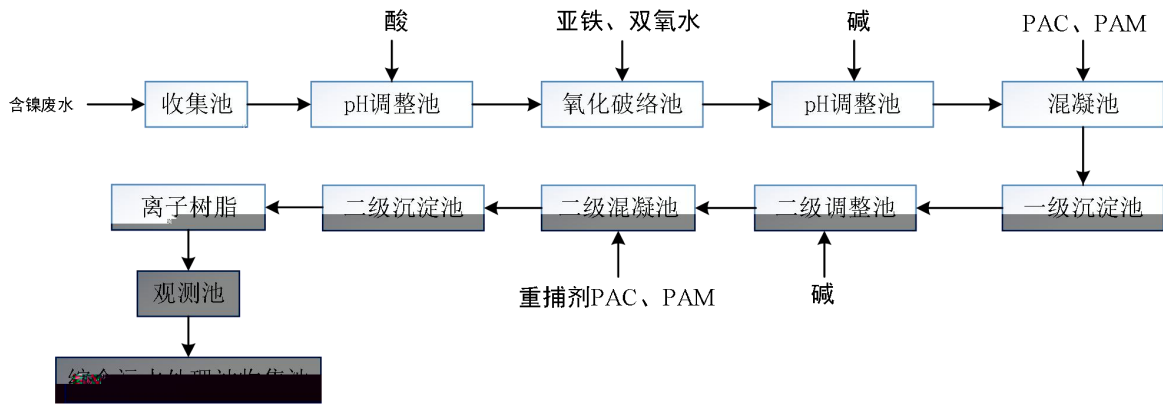 酸
亚铁、双氧水
碱
PAC、PAM
含镍废水
收集池
pH调整池
氧化破络池
pH调整池
混凝池
离子树脂
二级沉淀池
二级混凝池
二级调整池
一级沉淀池
重捕剂PAC、PAM
碱
观测池